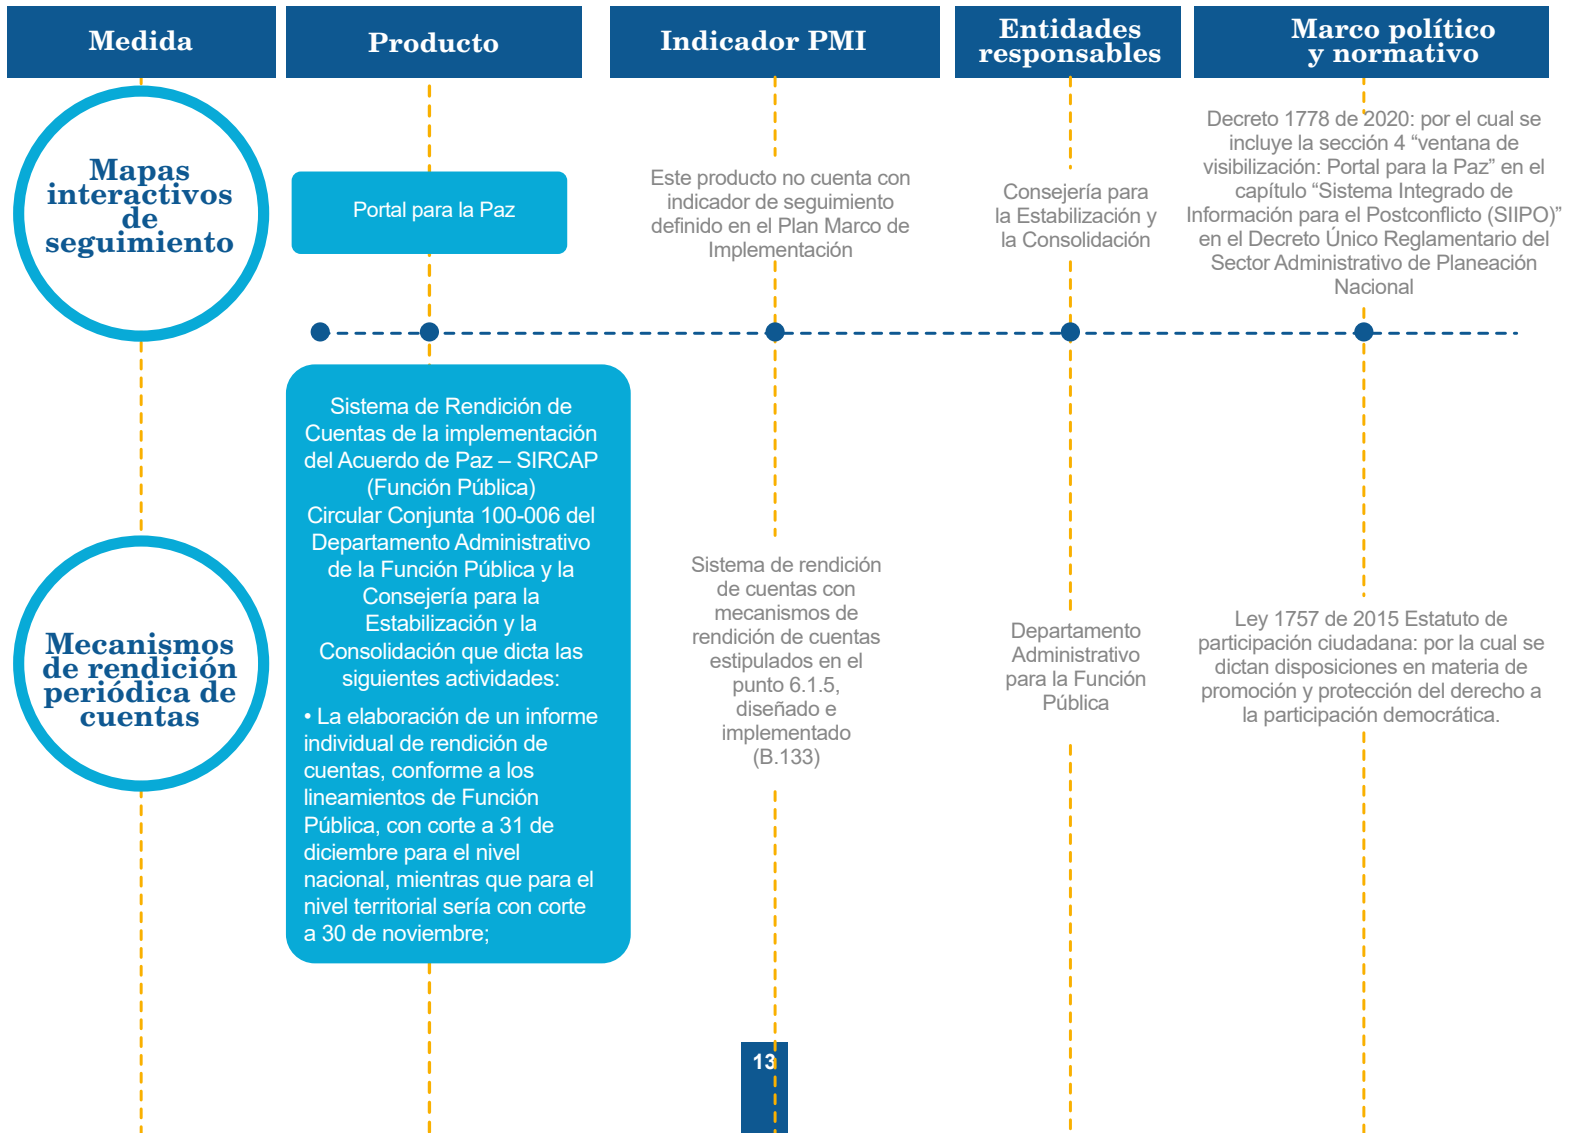 Medida
Producto
Indicador PMI
Entidades
responsables
Marco político
y normativo
Mapas
interactivos
de
seguimiento
Portal para la Paz
Este producto no cuenta con
indicador de seguimiento
definido en el Plan Marco de
Implementación
Consejería para
la Estabilización y
la Consolidación
Decreto 1778 de 2020: por el cual se
incluye la sección 4 “ventana de
visibilización: Portal para la Paz” en el
capítulo “Sistema Integrado de
Información para el Postconflicto (SIIPO)”
en el Decreto Único Reglamentario del
Sector Administrativo de Planeación
Nacional
Mecanismos
de rendición
periódica de
cuentas
Sistema de Rendición de
Cuentas de la implementación
del Acuerdo de Paz – SIRCAP
(Función Pública)
Circular Conjunta 100-006 del
Departamento Administrativo
de la Función Pública y la
Consejería para la
Estabilización y la
Consolidación que dicta las
siguientes actividades:
• La elaboración de un informe
individual de rendición de
cuentas, conforme a los
lineamientos de Función
Pública, con corte a 31 de
diciembre para el nivel
nacional, mientras que para el
nivel territorial sería con corte
a 30 de noviembre;
Sistema de rendición
de cuentas con
mecanismos de
rendición de cuentas
estipulados en el
punto 6.1.5,
diseñado e
implementado
(B.133)
Departamento
Administrativo
para la Función
Pública
Ley 1757 de 2015 Estatuto de
participación ciudadana: por la cual se
dictan disposiciones en materia de
promoción y protección del derecho a
la participación democrática.
13